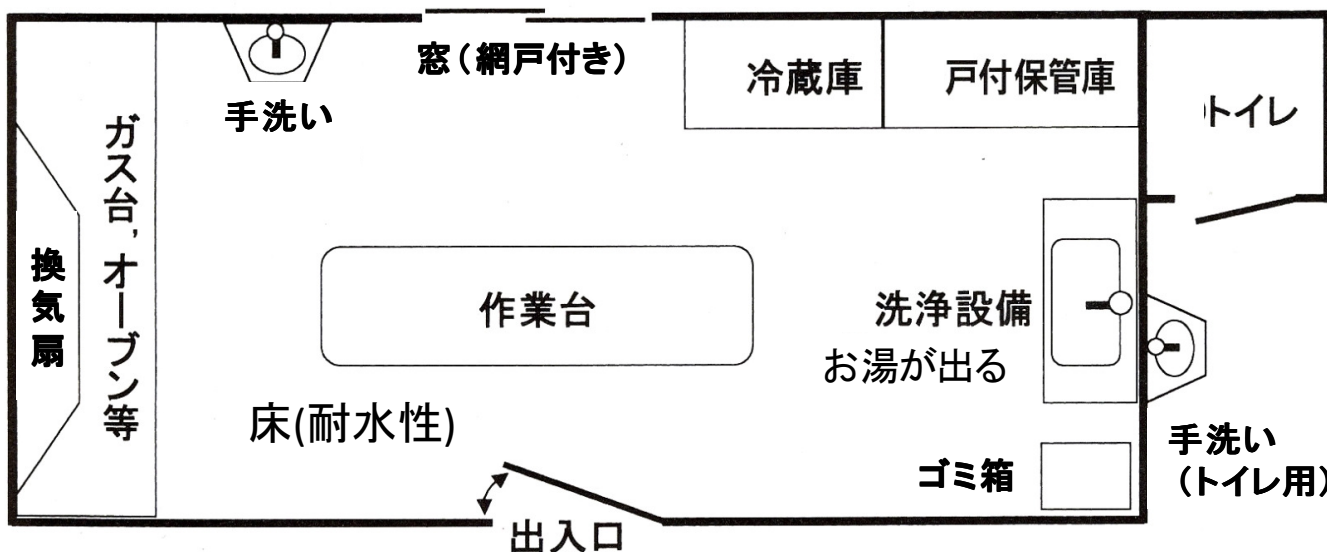 窓（網戸付き）
冷蔵庫
戸付保管庫
トイレ
手洗い
ガス台，オーブン等
換気扇
作業台
洗浄設備
お湯が出る
床(耐水性)
手洗い
（トイレ用）
ゴミ箱
出入口